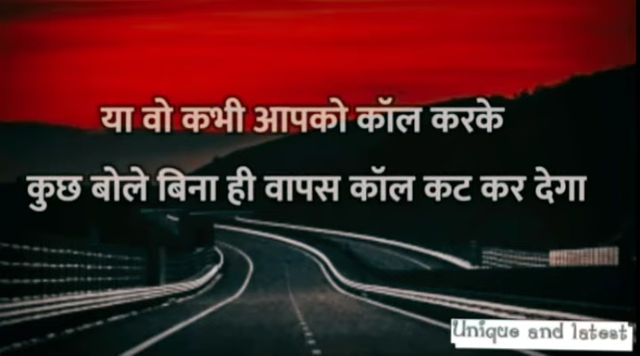 या वो कभी आपको कॉल करके
कुछ बोले बिना ही वापस कॉल कट कर देगा
Unique and latest